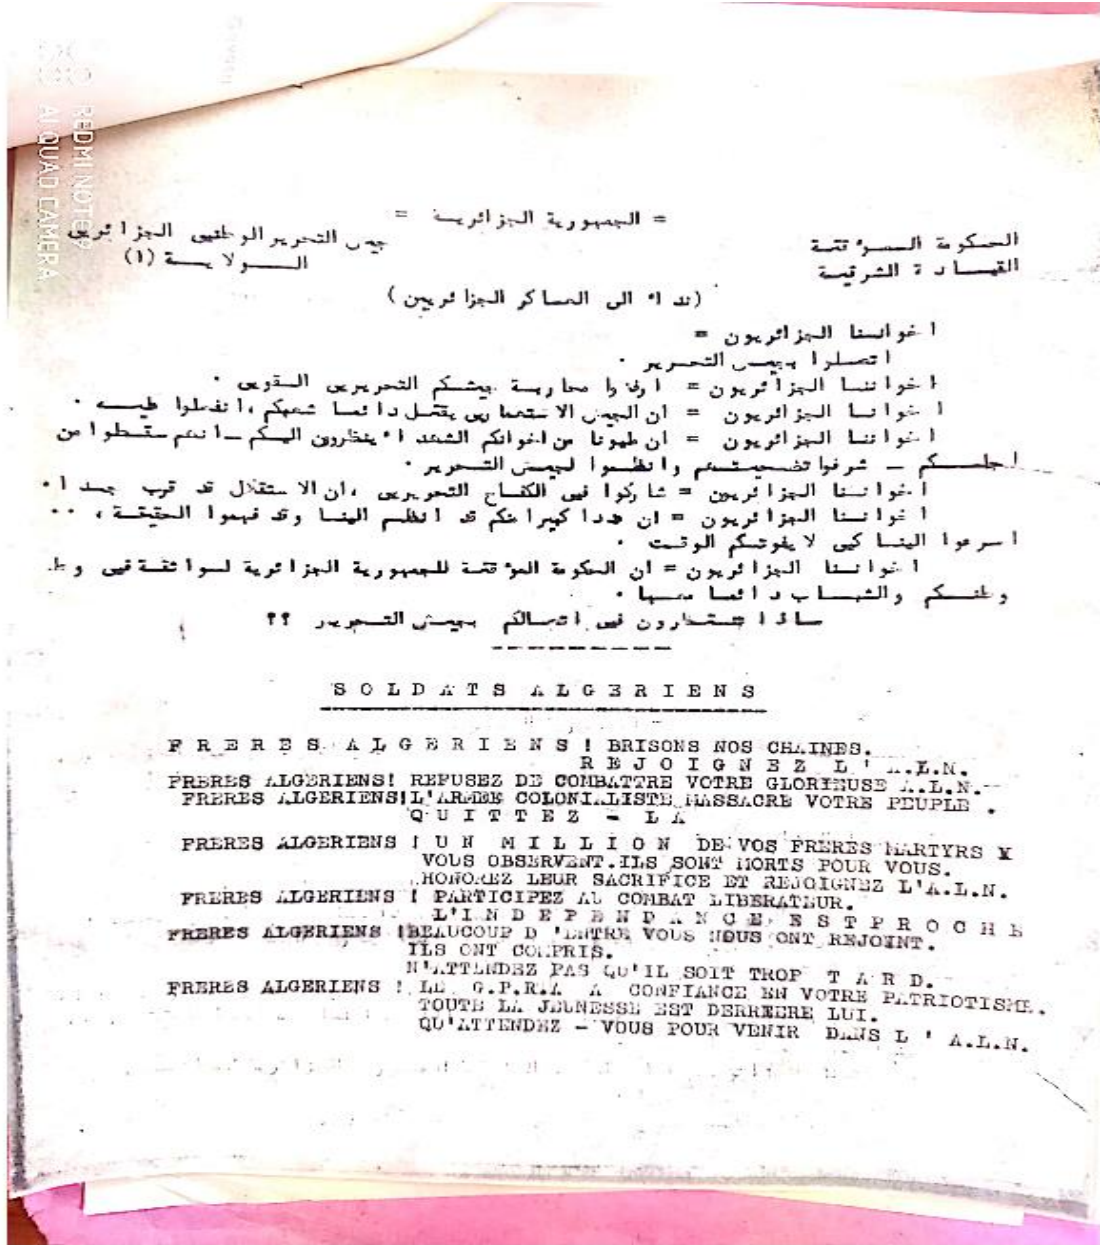 = الجمهورية الجزائرية =
الحكومة المؤقتة
جيش التحرير الوطني الجزائري
القيادة الشرقية
الولاية (1)
(نداء الى العساكر الجزائريين)
اخواننا الجزائريون =
اتصلوا بجيش التحرير .
اخواننا الجزائريون = ارفضوا محاربة جيشكم التحريري القوي .
اخواننا الجزائريون = ان الجيش الاستعماري يقتل دائما شعبكم ،
اخواننا الجزائريون = ان مليونا من اخوانكم الشهداء ينظرون اليكم ـ انهم سقطوا من
اجلكم ـ شرفوا تضحيتهم وانظموا لجيش التحرير .
اخواننا الجزائريون = شاركوا في الكفاح التحريري ، ان الاستقلال قد قرب جدا .
اخواننا الجزائريون = ان عددا كبيرا منكم قد انظم الينا وقد فهموا الحقيقة ، ..
اسرعوا الينا كي لا يفوتكم الوقت .
اخواننا الجزائريون = ان الحكومة المؤقتة للجمهورية الجزائرية لواثقة في
وطنكم والشباب دائما معها .
ماذا تنتظرون في اتصالكم بجيش التحرير ؟؟
SOLDATS ALGERIENS
FRERES ALGERIENS ! BRISONS NOS CHAINES.
REJOIGNEZ L'A.L.N.
FRERES ALGERIENS! REFUSEZ DE COMBATTRE VOTRE GLORIEUSE A.L.N.-
FRERES ALGERIENS! L'ARMEE COLONIALISTE MASSACRE VOTRE PEUPLE .
QUITTEZ - LA
FRERES ALGERIENS ! UN MILLION DE VOS FRERES MARTYRS
VOUS OBSERVENT. ILS SONT MORTS POUR VOUS.
HONOREZ LEUR SACRIFICE ET REJOIGNEZ L'A.L.N.
FRERES ALGERIENS ! PARTICIPEZ AU COMBAT LIBERATEUR.
L'INDEPENDANCE EST PROCHE
FRERES ALGERIENS ! BEAUCOUP D 'ENTRE VOUS NOUS ONT REJOINT.
ILS ONT COMPRIS.
N'ATTENDEZ PAS QU'IL SOIT TROP TARD.
FRERES ALGERIENS ! LE G.P.R.A A CONFIANCE EN VOTRE PATRIOTISME.
TOUTE LA JEUNESSE EST DERRIERE LUI.
QU'ATTENDEZ - VOUS POUR VENIR DANS L ' A.L.N.
REDMI NOTE 9
AI QUAD CAMERA